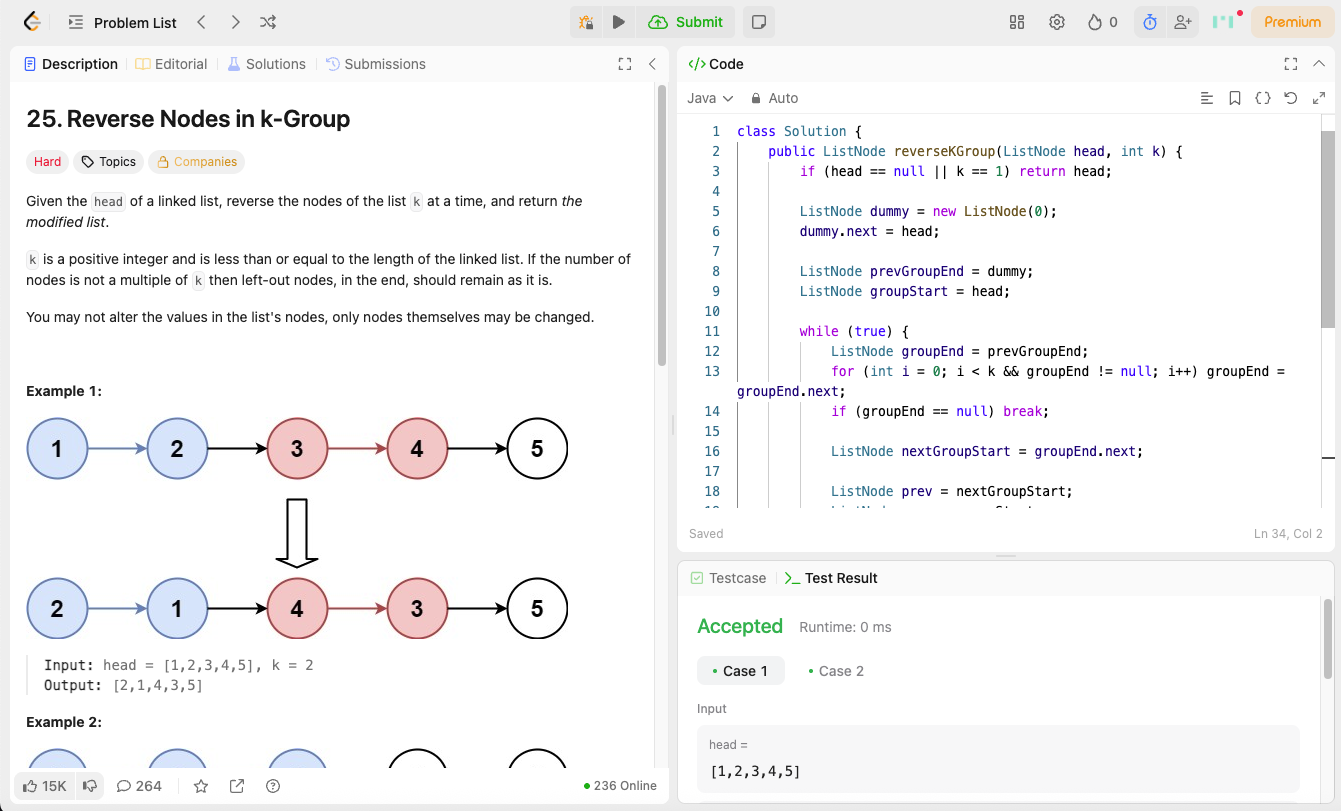 Problem List
Submit
0
Premium
Description
Editorial
Solutions
Submissions
25. Reverse Nodes in k-Group
Hard
Topics
Companies
Given the head of a linked list, reverse the nodes of the list k at a time, and return the
modified list.
k is a positive integer and is less than or equal to the length of the linked list. If the number of
nodes is not a multiple of k then left-out nodes, in the end, should remain as it is.
You may not alter the values in the list's nodes, only nodes themselves may be changed.
Example 1:
1 2 3 4 5
2 1 4 3 5
Input: head = [1,2,3,4,5], k = 2
Output: [2,1,4,3,5]
Example 2:
15K
264
236 Online
</> Code
Java
Auto
1 class Solution {
2 public ListNode reverseKGroup(ListNode head, int k) {
3 if (head == null || k == 1) return head;
4
5 ListNode dummy = new ListNode(0);
6 dummy.next = head;
7
8 ListNode prevGroupEnd = dummy;
9 ListNode groupStart = head;
10
11 while (true) {
12 ListNode groupEnd = prevGroupEnd;
13 for (int i = 0; i < k && groupEnd != null; i++) groupEnd =
groupEnd.next;
14 if (groupEnd == null) break;
15
16 ListNode nextGroupStart = groupEnd.next;
17
18 ListNode prev = nextGroupStart;
Saved
Ln 34, Col 2
Testcase
Test Result
Accepted
Runtime: 0 ms
Case 1
Case 2
Input
head =
[1,2,3,4,5]